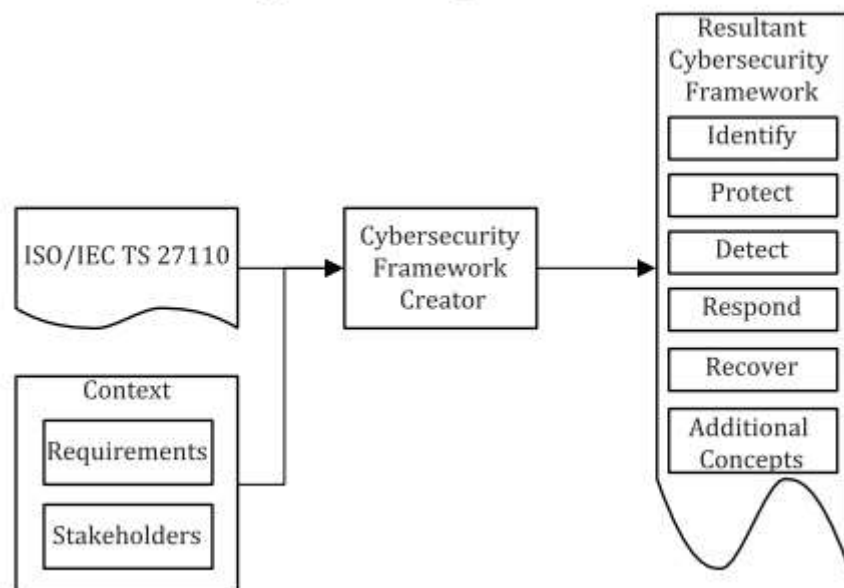 ISO/IEC TS 27110
Context
Requirements
Stakeholders
Cybersecurity
Framework
Creator
Resultant
Cybersecurity
Framework
Identify
Protect
Detect
Respond
Recover
Additional
Concepts